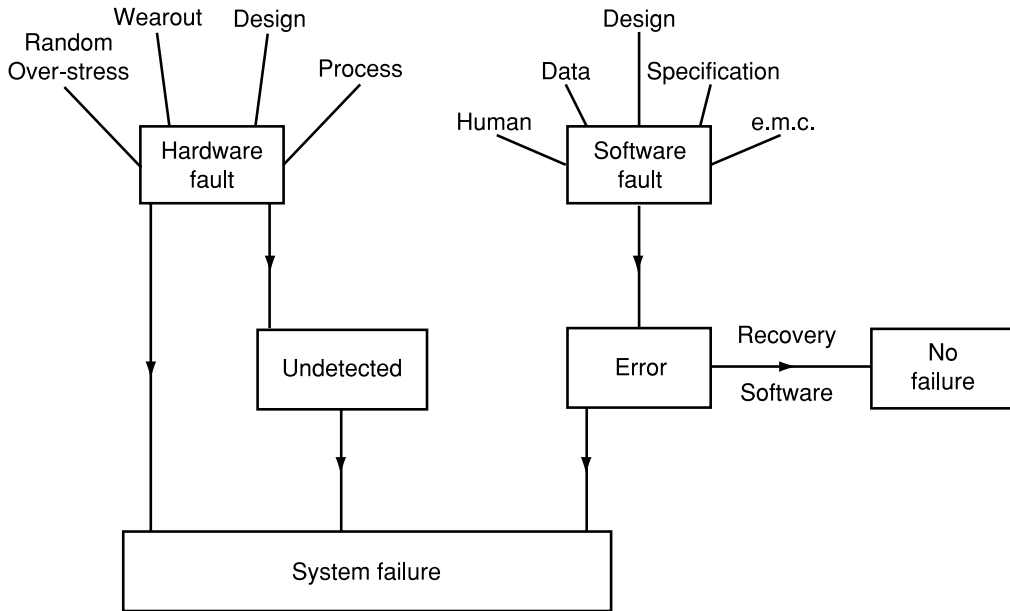 Wearout
Design
Random
Over-stress
Process
Hardware
fault
Design
Data
Specification
Human
e.m.c.
Software
fault
Undetected
Error
Recovery
Software
No
failure
System failure